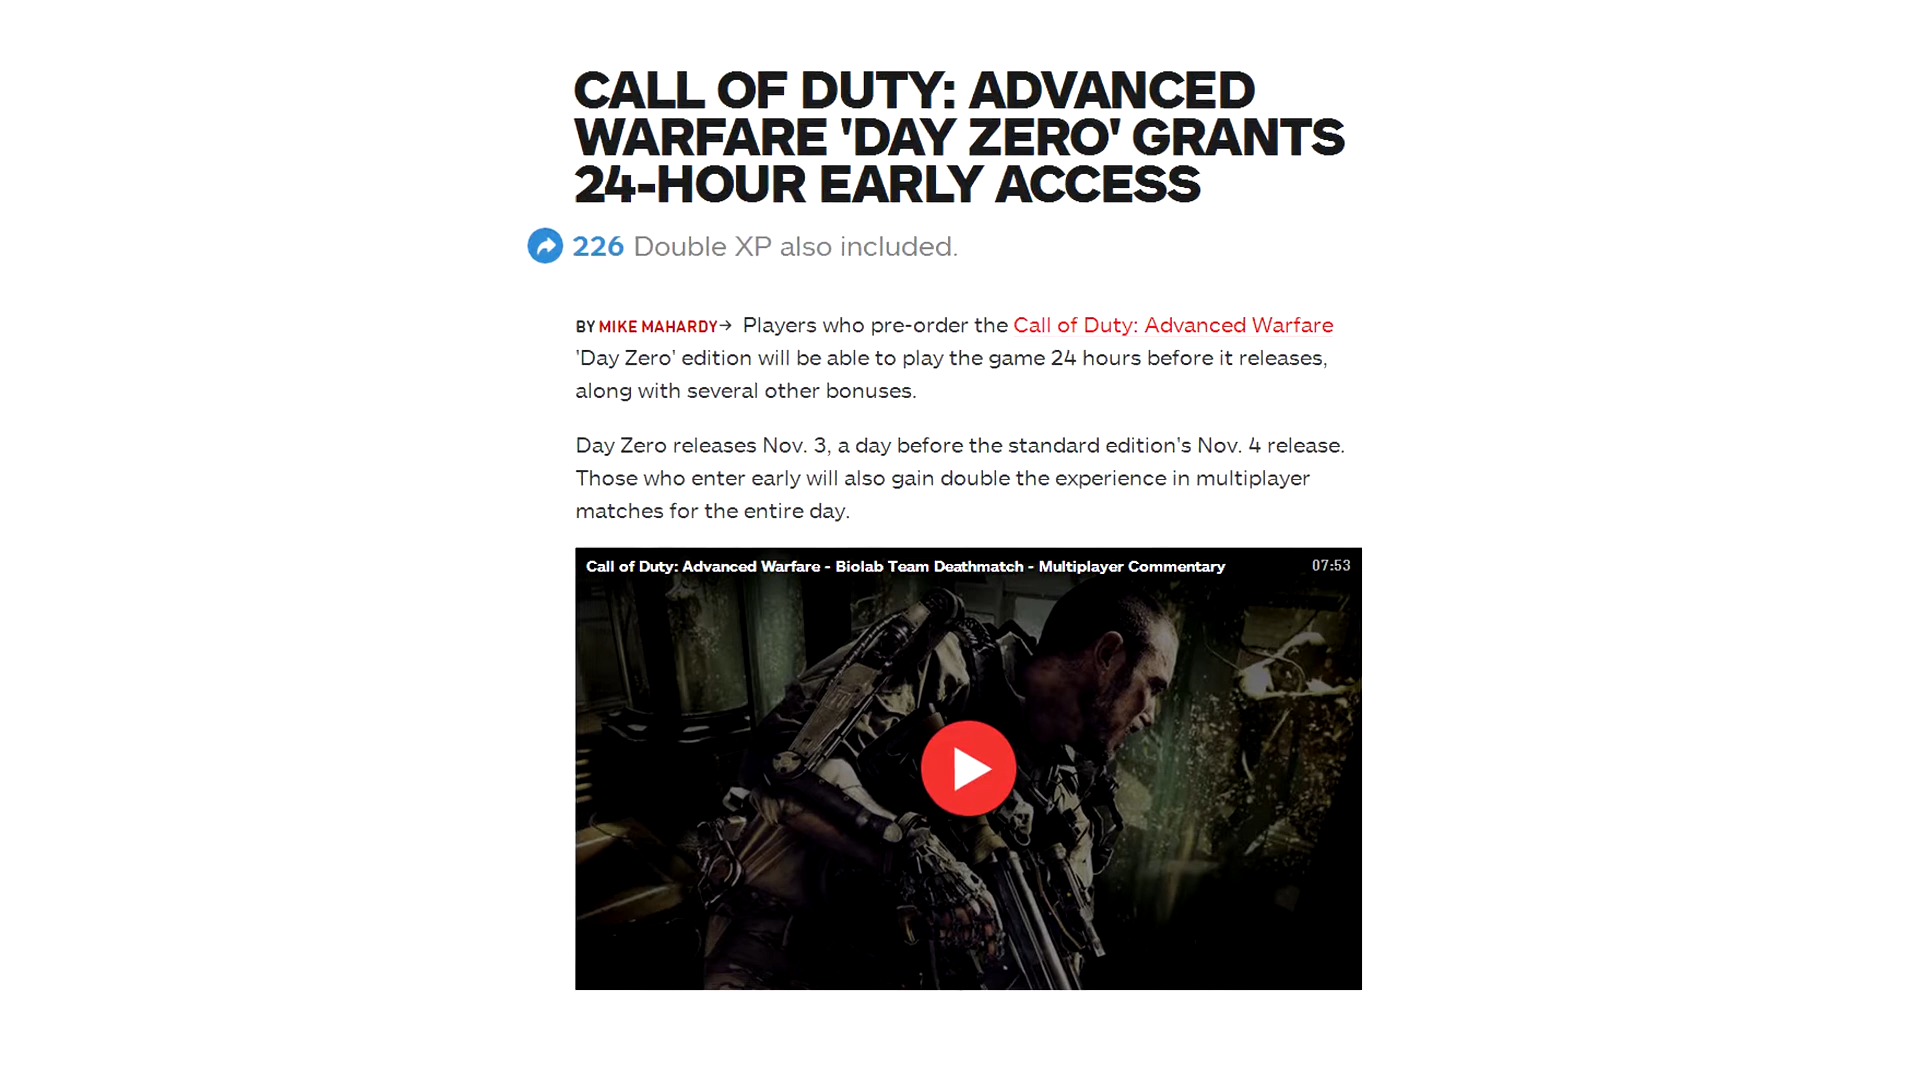 CALL OF DUTY: ADVANCED
WARFARE 'DAY ZERO' GRANTS
24-HOUR EARLY ACCESS
226 Double XP also included.
BY MIKE MAHARDY→ Players who pre-order the Call of Duty: Advanced Warfare
'Day Zero' edition will be able to play the game 24 hours before it releases,
along with several other bonuses.
Day Zero releases Nov. 3, a day before the standard edition's Nov. 4 release.
Those who enter early will also gain double the experience in multiplayer
matches for the entire day.
Call of Duty: Advanced Warfare - Biolab Team Deathmatch - Multiplayer Commentary 07:53